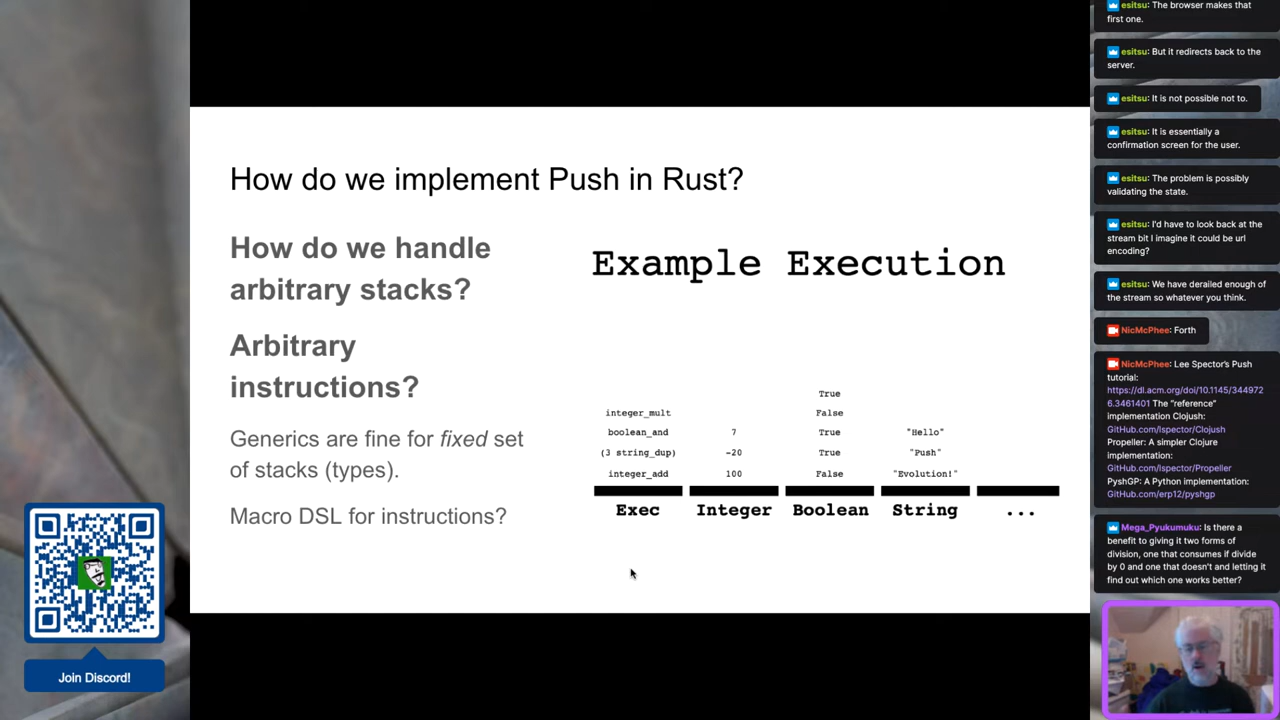 How do we implement Push in Rust?
How do we handle
arbitrary stacks?
Arbitrary
instructions?
Generics are fine for fixed set
of stacks (types).
Macro DSL for instructions?
Example Execution
True
integer_mult False
boolean_and 7 True "Hello"
(3 string_dup) -20 True "Push"
integer_add 100 False "Evolution!"
Exec Integer Boolean String ...
Join Discord!
esitsu: The browser makes that
first one.
esitsu: But it redirects back to the
server.
esitsu: It is not possible not to.
esitsu: It is essentially a
confirmation screen for the user.
esitsu: The problem is possibly
validating the state.
esitsu: I'd have to look back at the
stream bit I imagine it could be url
encoding?
esitsu: We have derailed enough of
the stream so whatever you think.
NicMcPhee: Forth
NicMcPhee: Lee Spector's Push
tutorial:
https://dl.acm.org/doi/10.1145/344972
6.3461401 The "reference"
implementation Clojush:
GitHub.com/lspector/Clojush
Propeller: A simpler Clojure
implementation:
GitHub.com/lspector/Propeller
PyshGP: A Python implementation:
GitHub.com/erp12/pyshgp
Mega_Pyukumuku: Is there a
benefit to giving it two forms of
division, one that consumes if divide
by 0 and one that doesn't and letting it
find out which one works better?